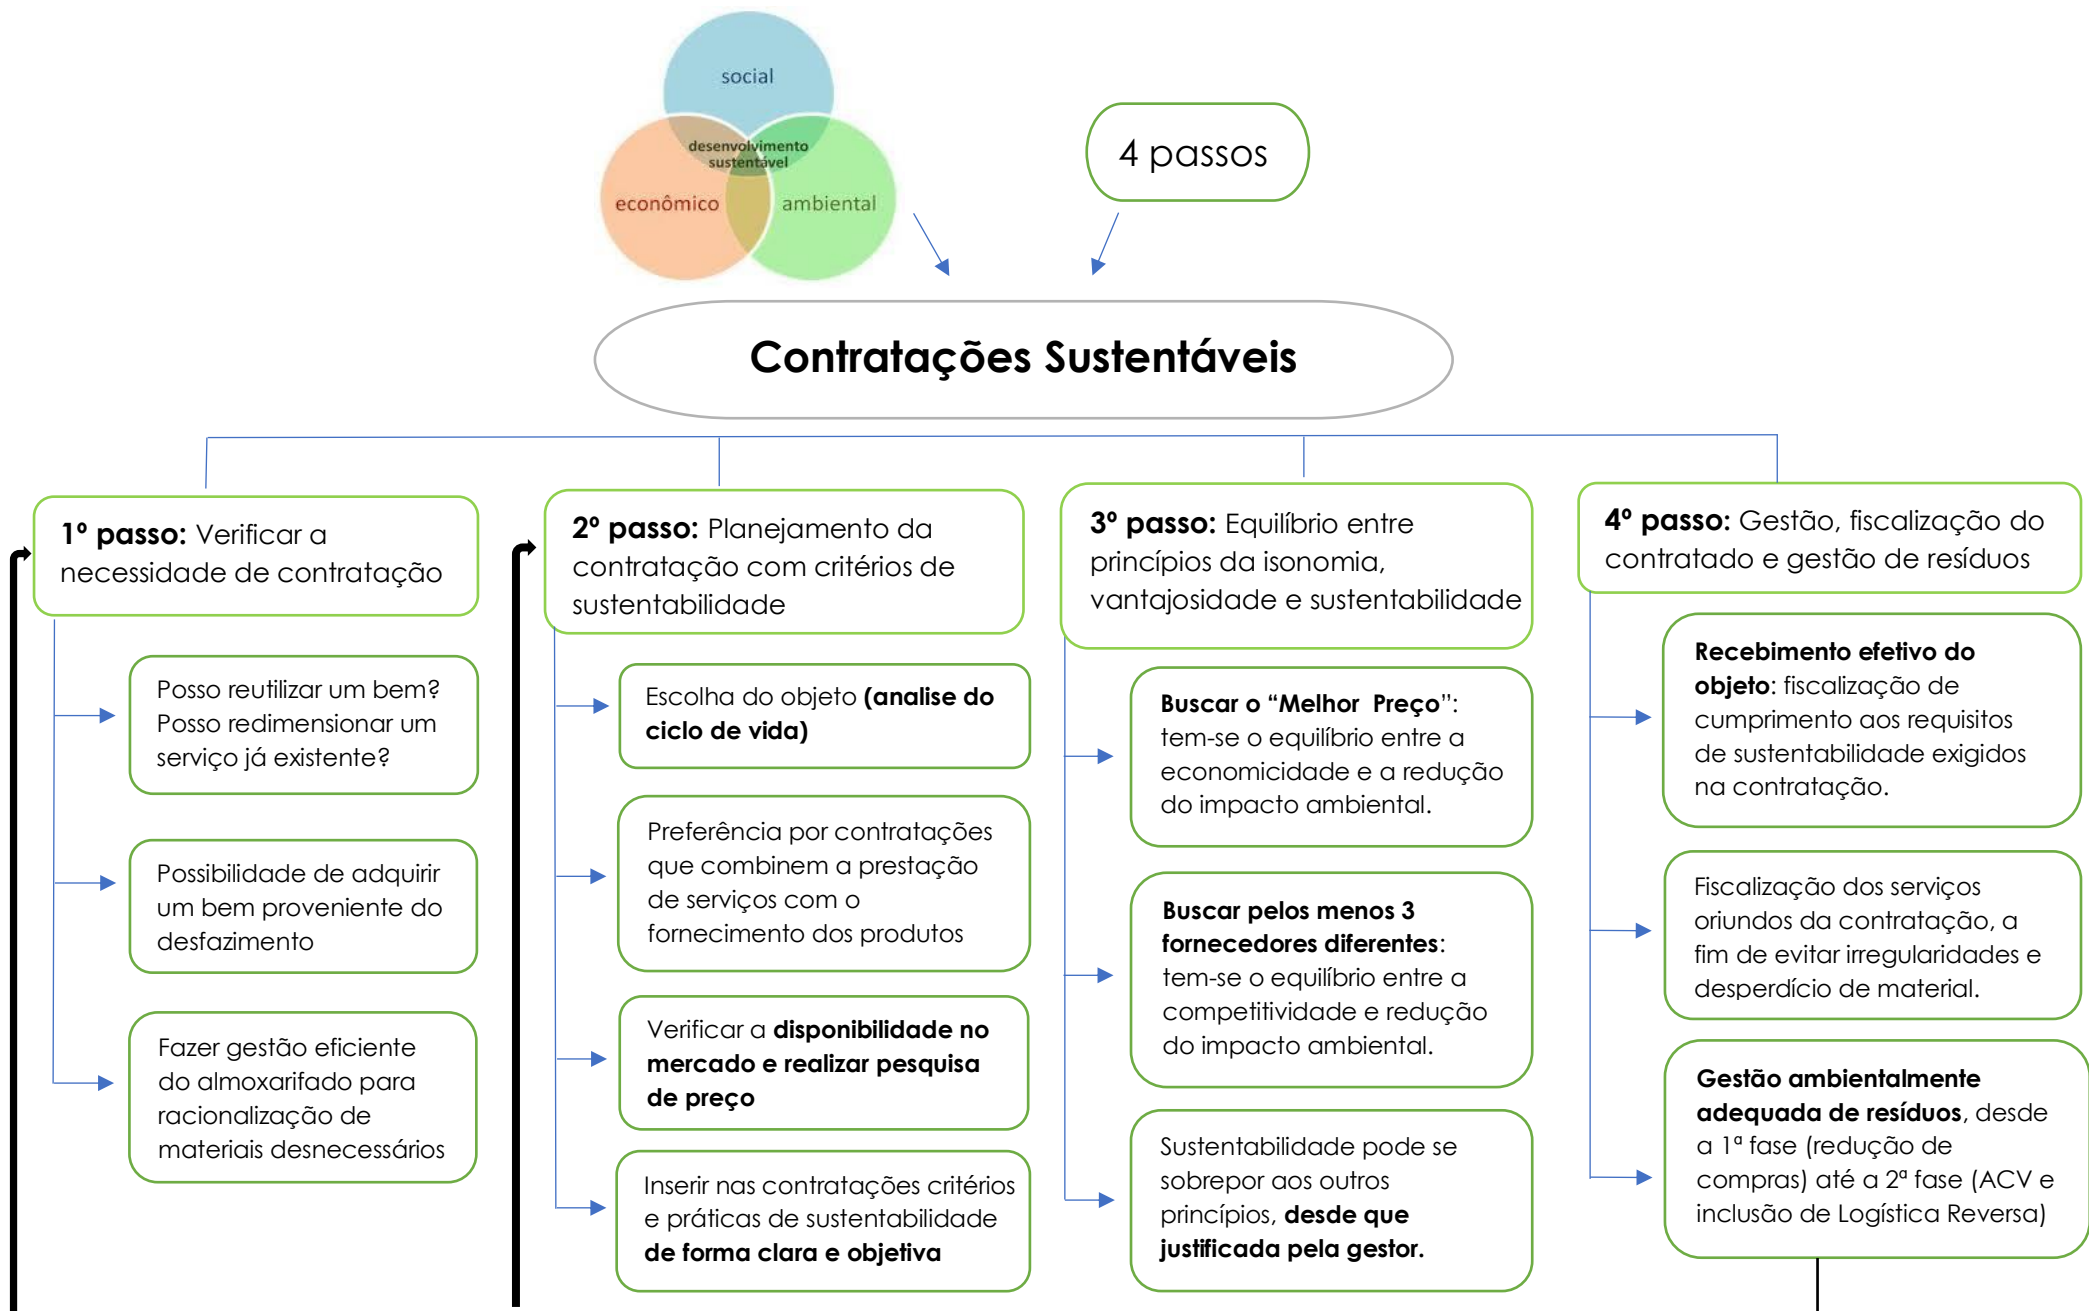 social
desenvolvimento
sustentável
econômico
ambiental
4 passos
Contratações Sustentáveis
1º passo: Verificar a
necessidade de contratação
Posso reutilizar um bem?
Posso redimensionar um
serviço já existente?
Possibilidade de adquirir
um bem proveniente do
desfazimento
Fazer gestão eficiente
do almoxarifado para
racionalização de
materiais desnecessários
2º passo: Planejamento da
contratação com critérios de
sustentabilidade
Escolha do objeto (analise do
ciclo de vida)
Preferência por contratações
que combinem a prestação
de serviços com o
fornecimento dos produtos
Verificar a disponibilidade no
mercado e realizar pesquisa
de preço
Inserir nas contratações critérios
e práticas de sustentabilidade
de forma clara e objetiva
3º passo: Equilíbrio entre
princípios da isonomia,
vantajosidade e sustentabilidade
Buscar o “Melhor Preço”:
tem-se o equilíbrio entre a
economicidade e a redução
do impacto ambiental.
Buscar pelos menos 3
fornecedores diferentes:
tem-se o equilíbrio entre a
competitividade e redução
do impacto ambiental.
Sustentabilidade pode se
sobrepor aos outros
princípios, desde que
justificada pela gestor.
4º passo: Gestão, fiscalização do
contratado e gestão de resíduos
Recebimento efetivo do
objeto: fiscalização de
cumprimento aos requisitos
de sustentabilidade exigidos
na contratação.
Fiscalização dos serviços
oriundos da contratação, a
fim de evitar irregularidades e
desperdício de material.
Gestão ambientalmente
adequada de resíduos, desde
a 1ª fase (redução de
compras) até a 2ª fase (ACV e
inclusão de Logística Reversa)